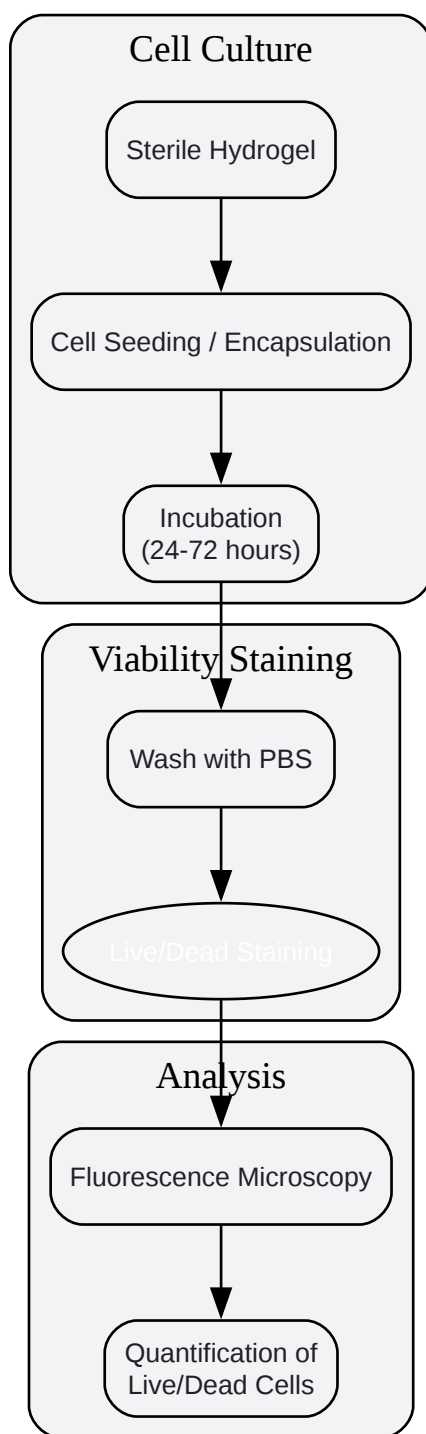 Cell Culture
Sterile Hydrogel
Cell Seeding / Encapsulation
Incubation
(24-72 hours)
Viability Staining
Wash with PBS
Live/Dead Staining
Analysis
Fluorescence Microscopy
Quantification of
Live/Dead Cells